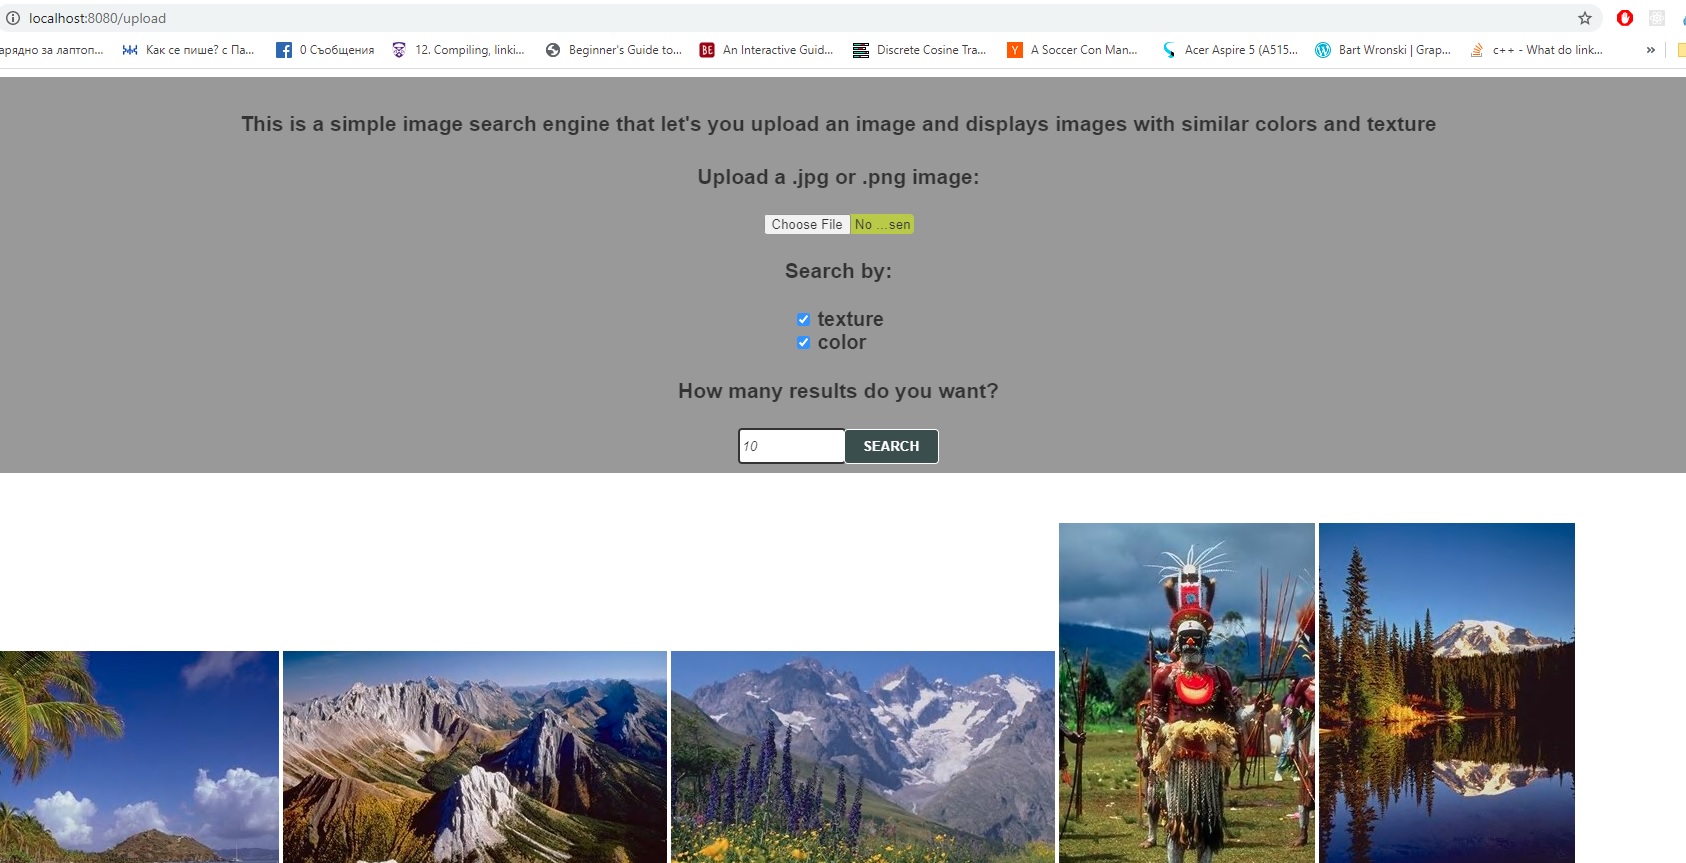 localhost:8080/upload
арядно за лаптоп... Как се пише? с Па... 0 Съобщения 12. Compiling, linki... Beginner's Guide to... BE An Interactive Guid... Discrete Cosine Tra... Y A Soccer Con Man... Acer Aspire 5 (A515... Bart Wronski | Grap... c++ - What do link... »
This is a simple image search engine that let's you upload an image and displays images with similar colors and texture
Upload a .jpg or .png image:
Choose File No ...sen
Search by:
texture
color
How many results do you want?
10 SEARCH